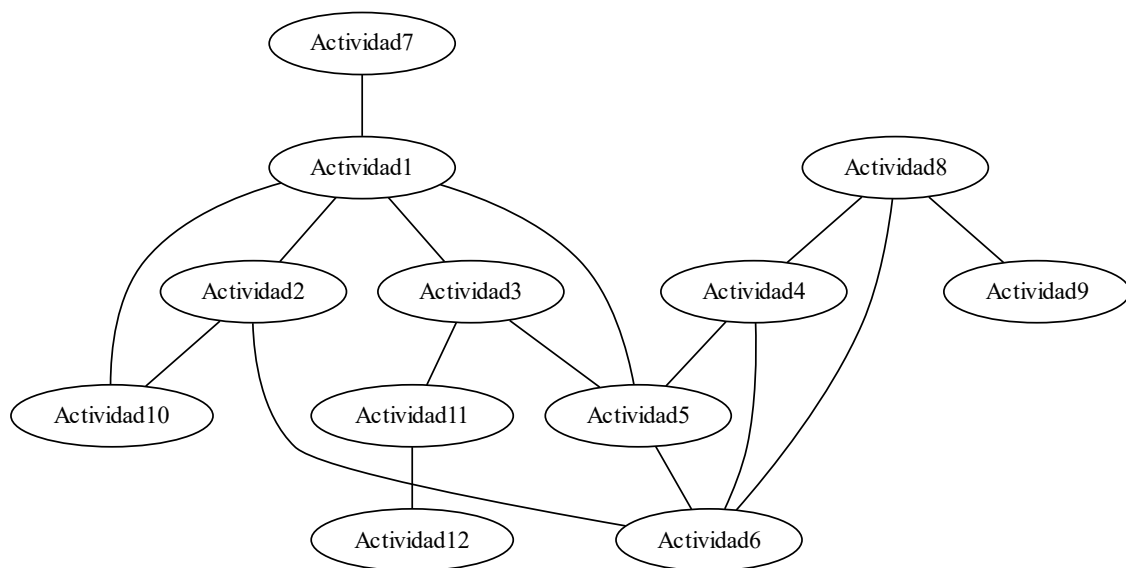 Actividad7
Actividad1
Actividad8
Actividad2
Actividad3
Actividad4
Actividad9
Actividad10
Actividad11
Actividad5
Actividad12
Actividad6